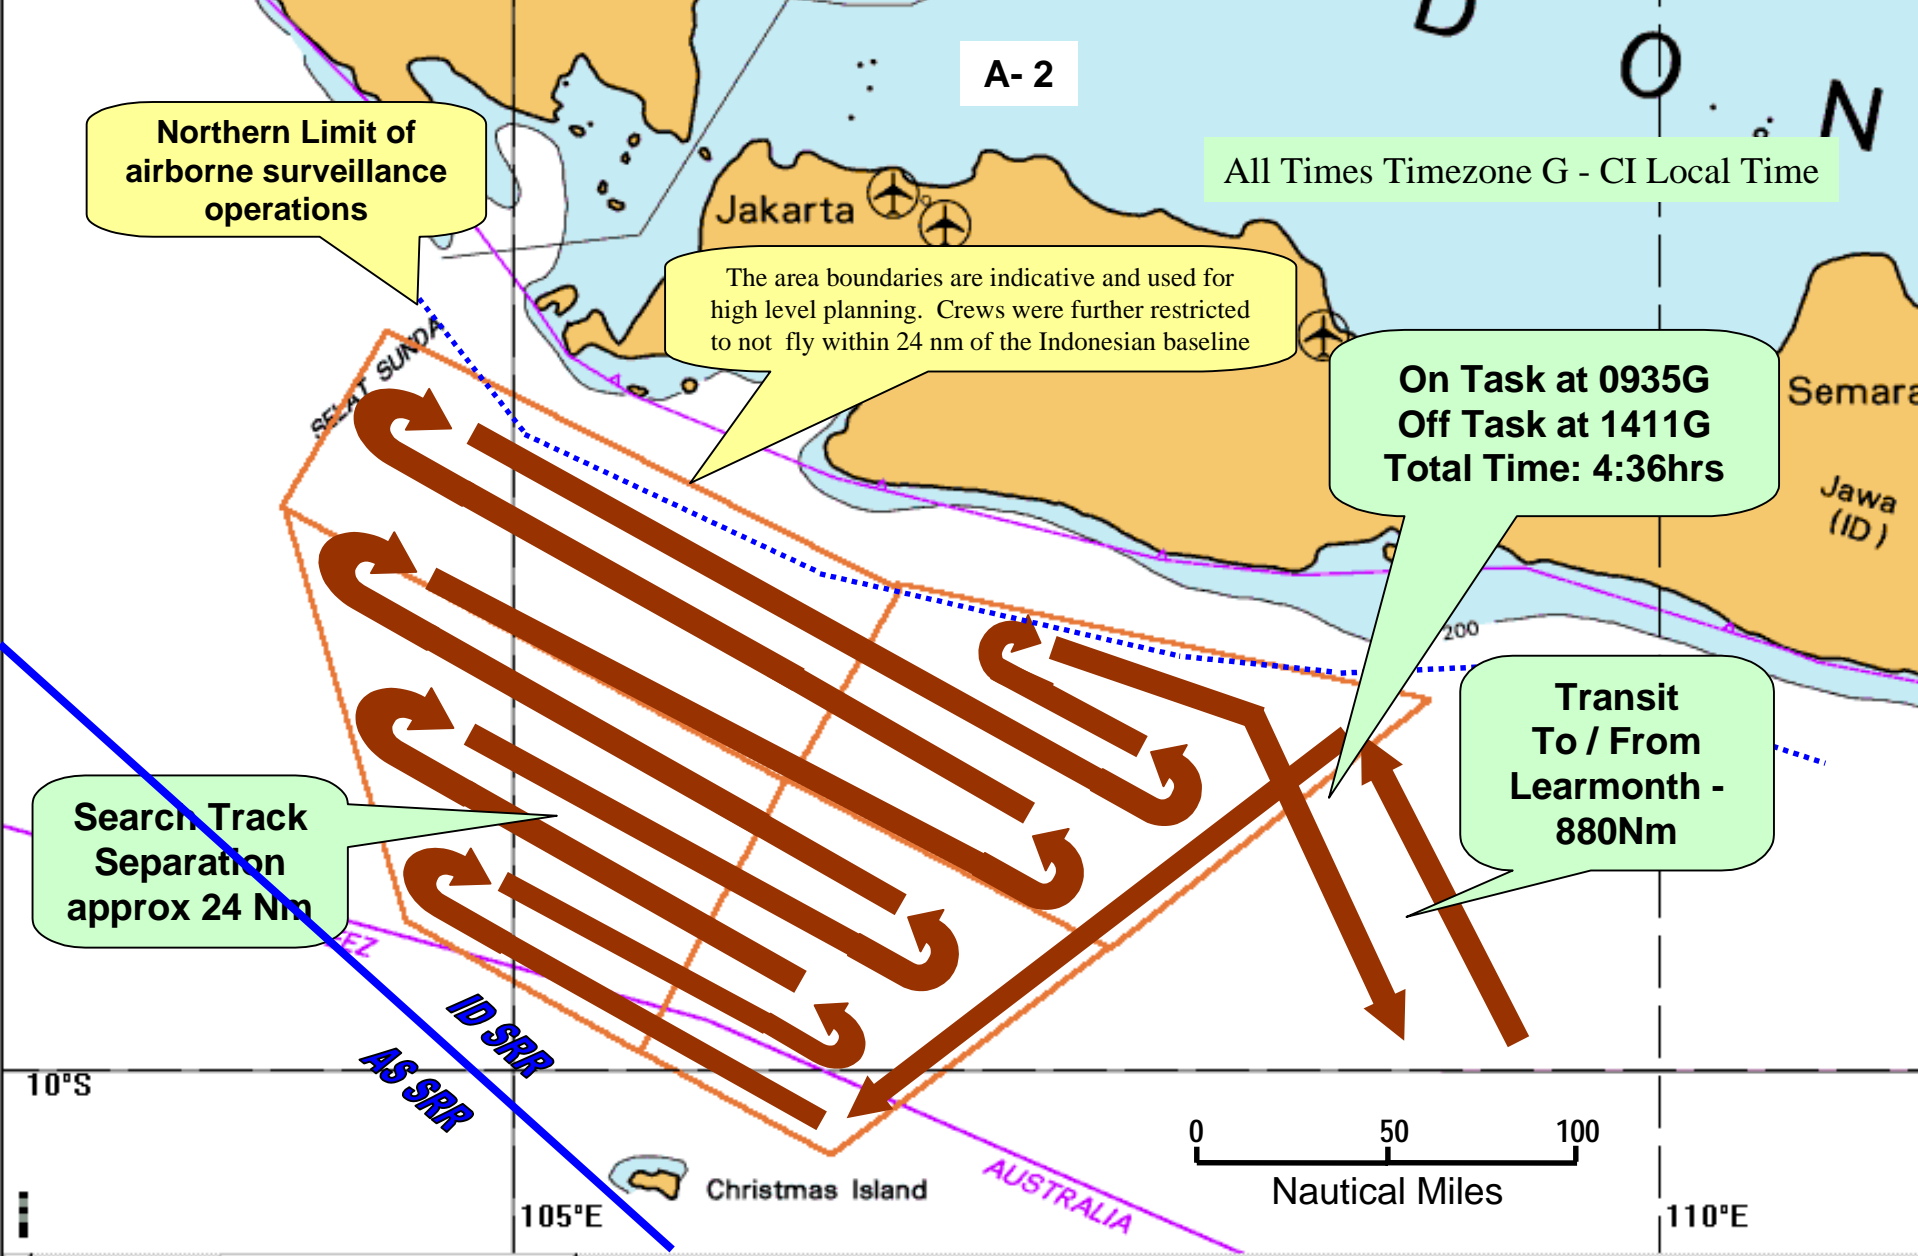 D
O
N
A- 2
Northern Limit of
airborne surveillance
operations
All Times Timezone G - CI Local Time
Jakarta
The area boundaries are indicative and used for
high level planning.  Crews were further restricted
to not  fly within 24 nm of the Indonesian baseline
SELAT SUNDA
On Task at 0935G
Off Task at 1411G
Total Time: 4:36hrs
Semara
Jawa
(ID)
200
Transit
To / From
Learmonth -
880Nm
Search Track
Separation
approx 24 Nm
EEZ
ID SRR
AS SRR
10°S
0 50 100
Nautical Miles
Christmas Island
AUSTRALIA
105°E
110°E